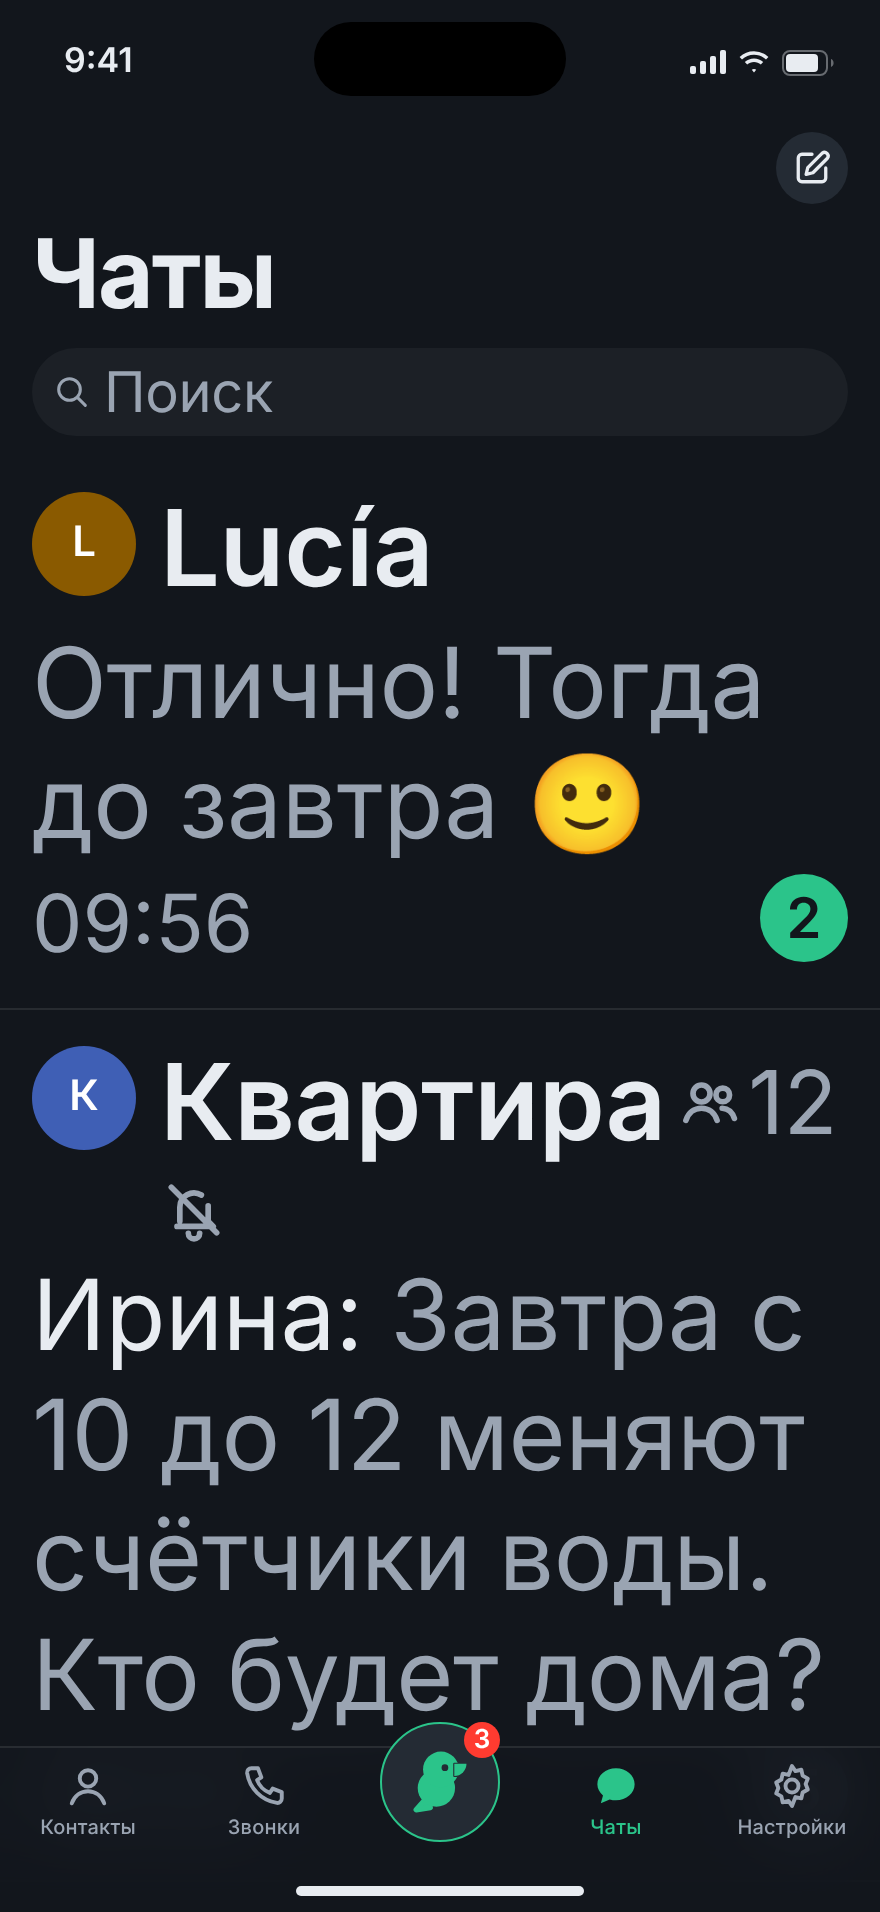 9:41
Чаты
Поиск
L
Lucía
Отлично! Тогда
до завтра 🙂
09:56
2
К
Квартира 12
Ирина: Завтра с
10 до 12 меняют
счётчики воды.
Кто будет дома?
3
Контакты
Звонки
Чаты
Настройки